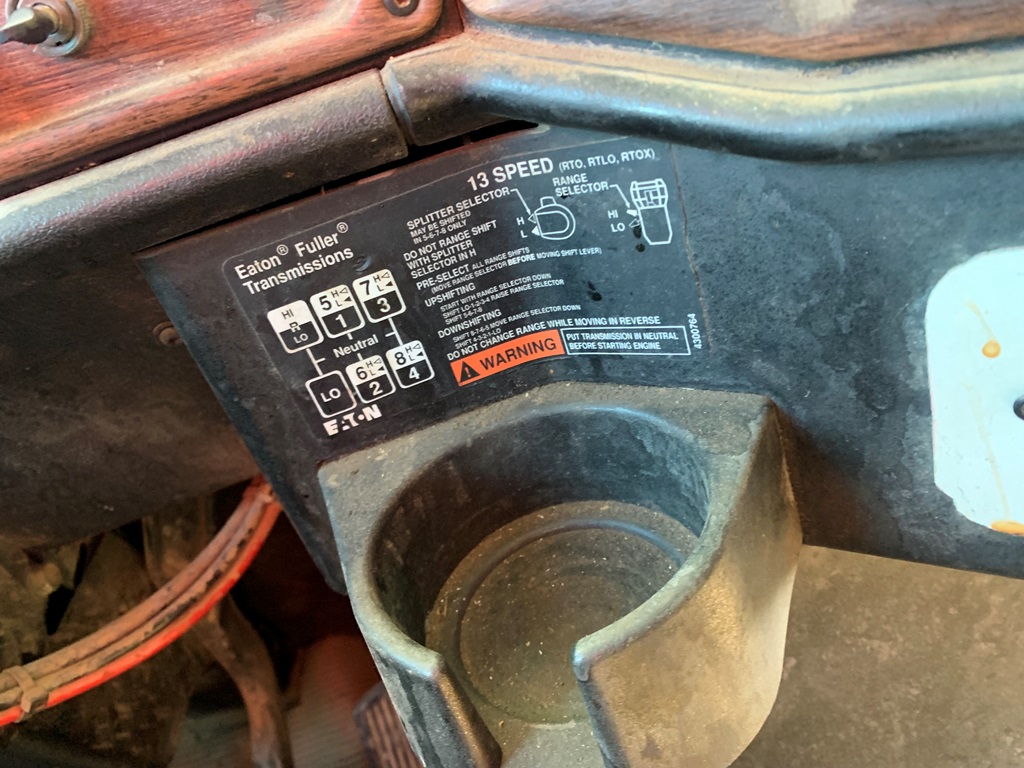 13 SPEED (RTO, RTLO, RTOX)
Eaton® Fuller®
Transmissions
HI
R
LO
5 H
L
1
7 H
L
3
Neutral
LO
6 H
L
2
8 H
L
4
EATON
SPLITTER SELECTOR
MAY BE SHIFTED
IN 5-6-7-8 ONLY
H
L
RANGE
SELECTOR
HI
LO
DO NOT RANGE SHIFT
WITH SPLITTER
SELECTOR IN H
PRE-SELECT ALL RANGE SHIFTS
(MOVE RANGE SELECTOR BEFORE MOVING SHIFT LEVER)
UPSHIFTING
START WITH RANGE SELECTOR DOWN
SHIFT LO-1-2-3-4 RAISE RANGE SELECTOR
SHIFT 5-6-7-8
DOWNSHIFTING
SHIFT 8-7-6-5 MOVE RANGE SELECTOR DOWN
SHIFT 4-3-2-1-LO
DO NOT CHANGE RANGE WHILE MOVING IN REVERSE
WARNING
PUT TRANSMISSION IN NEUTRAL
BEFORE STARTING ENGINE
4300764